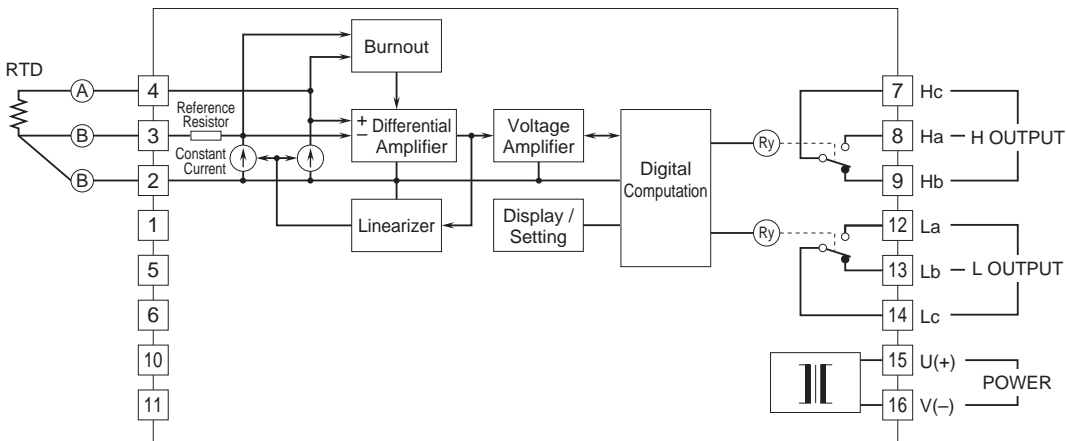 RTD
A
B
B
4
3
2
1
5
6
10
11
Reference
Resistor
Constant
Current
Burnout
+
−
Differential
Amplifier
Linearizer
Voltage
Amplifier
Display /
Setting
Digital
Computation
Ry
Ry
7 Hc
8 Ha
9 Hb
H OUTPUT
12 La
13 Lb
14 Lc
L OUTPUT
15 U(+)
16 V(–)
POWER